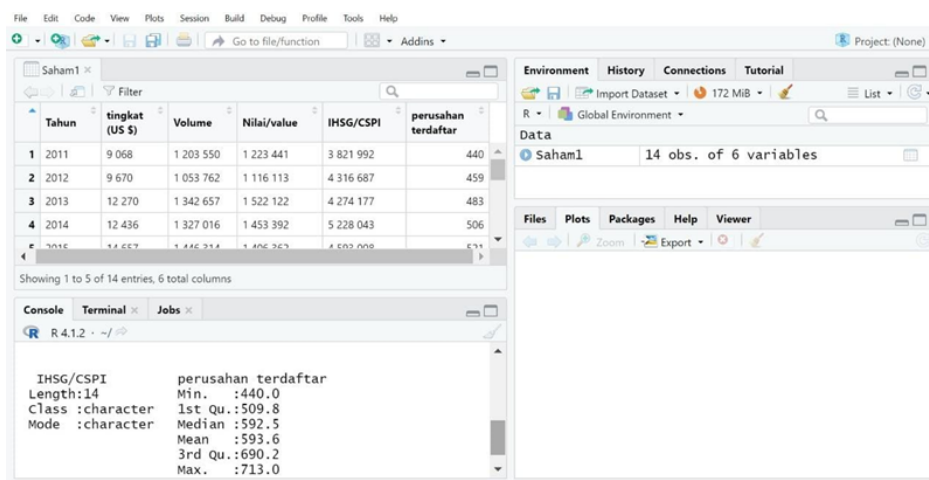 File Edit Code View Plots Session Build Debug Profile Tools Help
Go to file/function Addins Project: (None)
Saham1
Filter
Tahun tingkat (US $) Volume Nilai/value IHSG/CSPI perusahan terdaftar
1 2011 9 068 1 203 550 1 223 441 3 821 992 440
2 2012 9 670 1 053 762 1 116 113 4 316 687 459
3 2013 12 270 1 342 657 1 522 122 4 274 177 483
4 2014 12 436 1 327 016 1 453 392 5 228 043 506
Showing 1 to 5 of 14 entries, 6 total columns
Console Terminal Jobs
R 4.1.2 · ~/
IHSG/CSPI perusahan terdaftar
Length:14 Min. :440.0
Class :character 1st Qu.:509.8
Mode :character Median :592.5
Mean :593.6
3rd Qu.:690.2
Max. :713.0
Environment History Connections Tutorial
Import Dataset 172 MiB List
R Global Environment
Data
Saham1 14 obs. of 6 variables
Files Plots Packages Help Viewer
Zoom Export